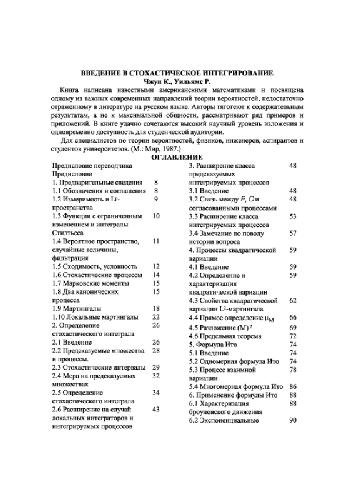 ВВЕДЕНИЕ В СТОХАСТИЧЕСКОЕ ИНТЕГРИРОВАНИЕ
Чжун К., Уильямс Р.
Книга написана известными американскими математиками и посвящена
одному из важных современных направлений теории вероятностей, недостаточно
отраженному в литературе на русском языке. Авторы тяготеют к содержательным
результатам, а не к максимальной общности, рассматривают ряд примеров и
приложений. В книге удачно сочетаются высокий научный уровень изложения и
одновременно доступность для студенческой аудитории.
Для специалистов по теории вероятностей, физиков, инженеров, аспирантов и
студентов университетов. (М.: Мир, 1987.)
ОГЛАВЛЕНИЕ
Предисловие переводчика
Предисловие
1. Предварительные сведения 8
1.1 Обозначения и соглашения 8
1.2 Измеримость и Lᵖ- 9
пространства
1.3 Функции с ограниченным 10
изменением и интегралы
Стилтьеса
1.4 Вероятностное пространство, 11
случайные величины,
фильтрация
1.5 Сходимость, условность 12
1.6 Стохастические процессы 14
1.7 Марковские моменты 15
1.8 Два канонических 15
процесса
1.9 Мартингалы 18
1.10 Локальные мартингалы 22
2. Определение 26
стохастического интеграла
2.1 Введение 26
2.2 Предсказуемые множества 28
и процессы.
2.3 Стохастические интервалы 29
2.4 Мера на предсказуемых 32
множествах
2.5 Определение 34
стохастического интеграла
2.6 Расширение на случай 43
локальных интеграторов и
интегрируемых процессов
3. Расширение класса 48
предсказуемых
интегрируемых процессов
3.1 Введение 48
3.2 Связь между 48
согласованными процессами
3.3 Расширение класса 53
интегрируемых процессов
3.4 Замечание по поводу 57
истории вопроса
4. Процессы квадратической 59
вариации
4.1 Введение 59
4.2 Определение и 59
характеризация
квадратической вариации
4.3 Свойства квадратической 62
вариации L²-мартингала
4.4 Прямое определение μM 66
4.5 Разложение (M)² 69
4.6 Предельная теорема 72
5. Формула Ито 74
5.1 Введение 74
5.2 Одномерная формула Ито 74
5.3 Процесс взаимной 78
вариации
5.4 Многомерная формула Ито 86
6. Применение формулы Ито 88
6.1 Характеризация 88
броуновского движения
6.2 Экспоненциальные 90